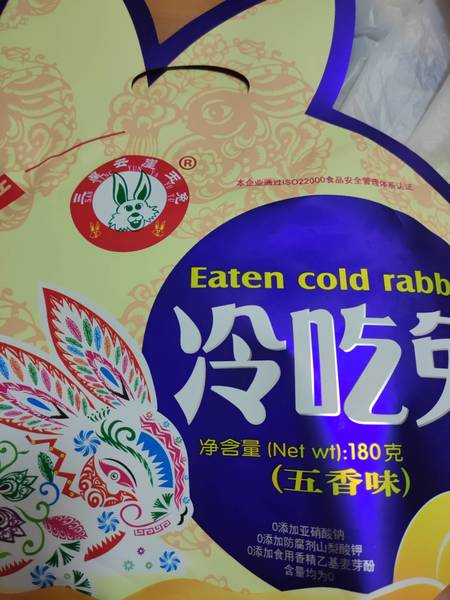 ®
本企业通过ISO22000食品安全管理体系认证
Eaten cold rabb
冷吃兔
净含量 (Net wt):180克
(五香味)
0添加亚硝酸钠
0添加防腐剂山梨酸钾
0添加食用香精乙基麦芽酚
含量均为0